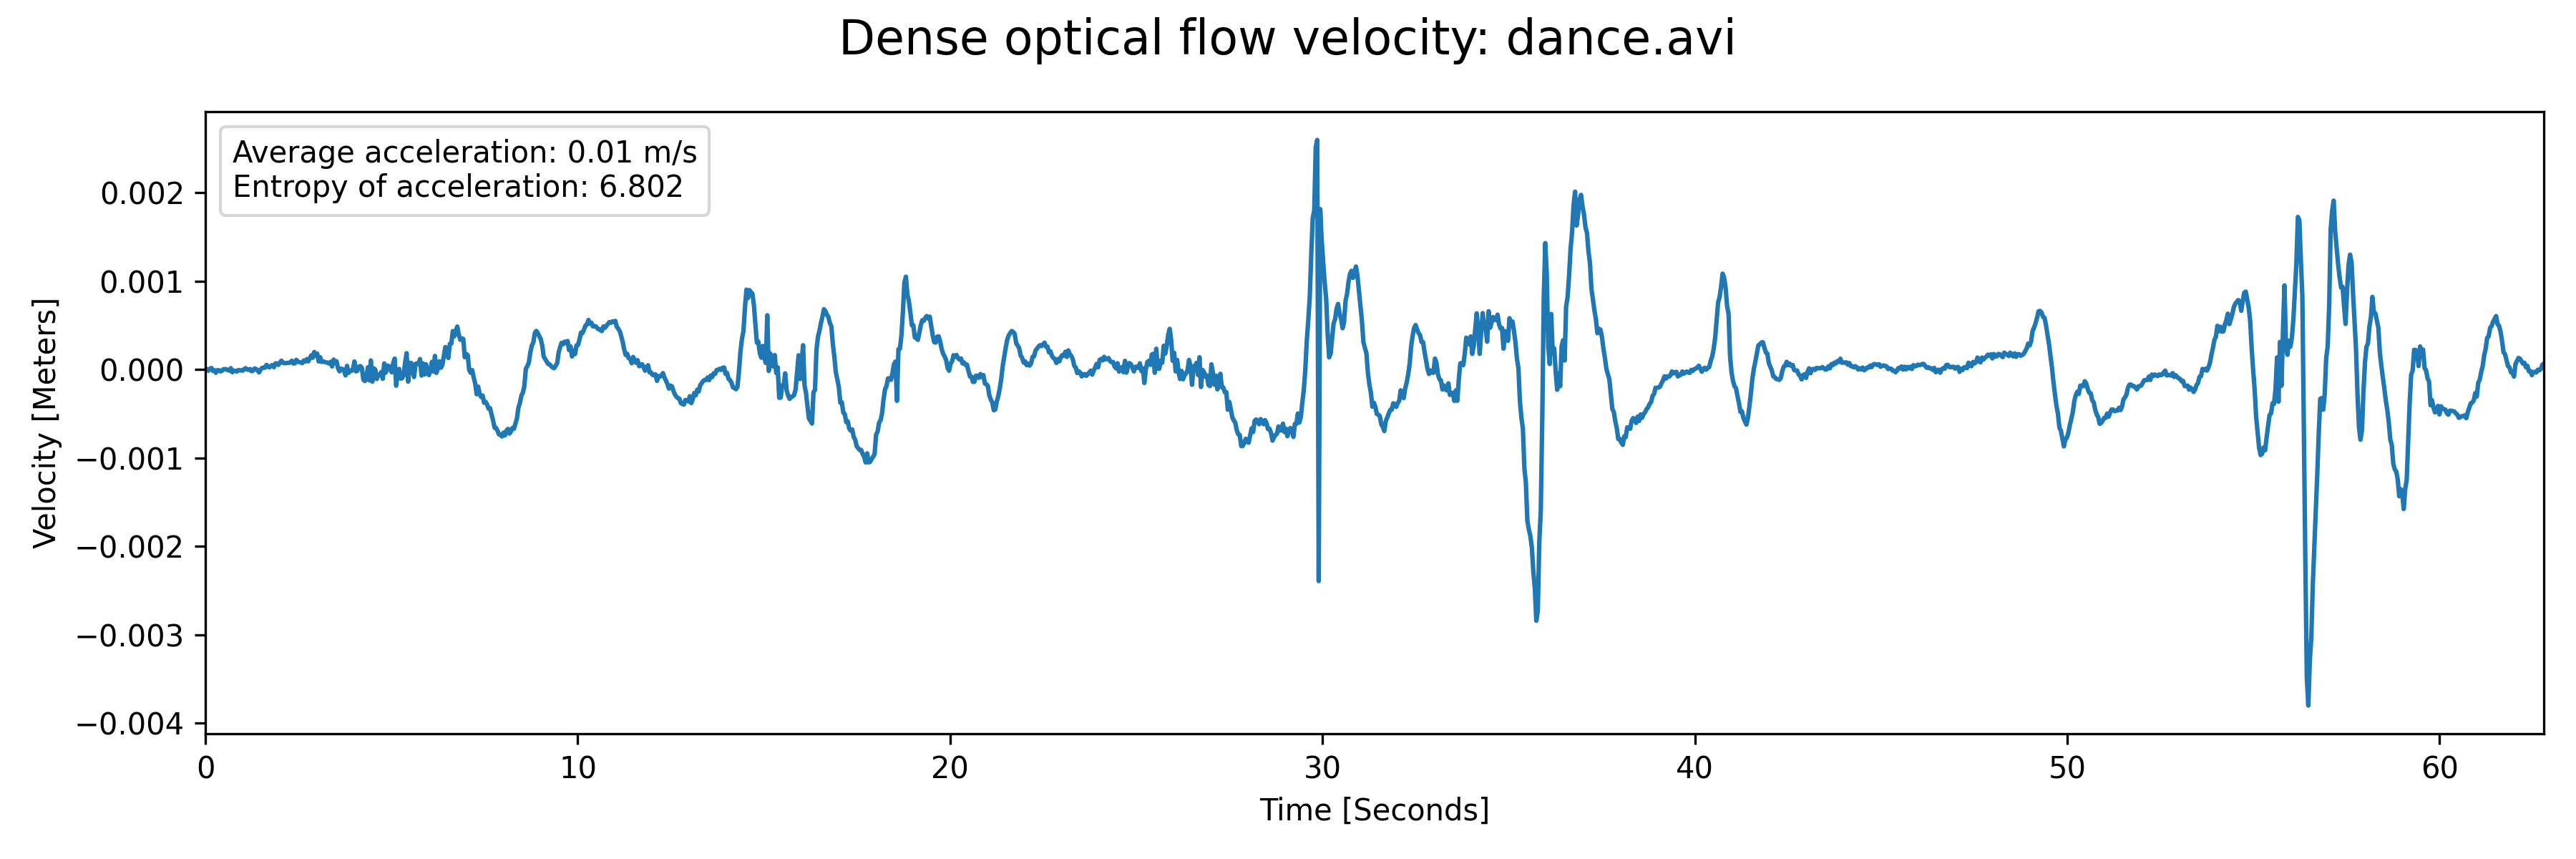 Dense optical flow velocity: dance.avi
Average acceleration: 0.01 m/s
Entropy of acceleration: 6.802
Velocity [Meters]
0.002
0.001
0.000
−0.001
−0.002
−0.003
−0.004
0 10 20 30 40 50 60
Time [Seconds]